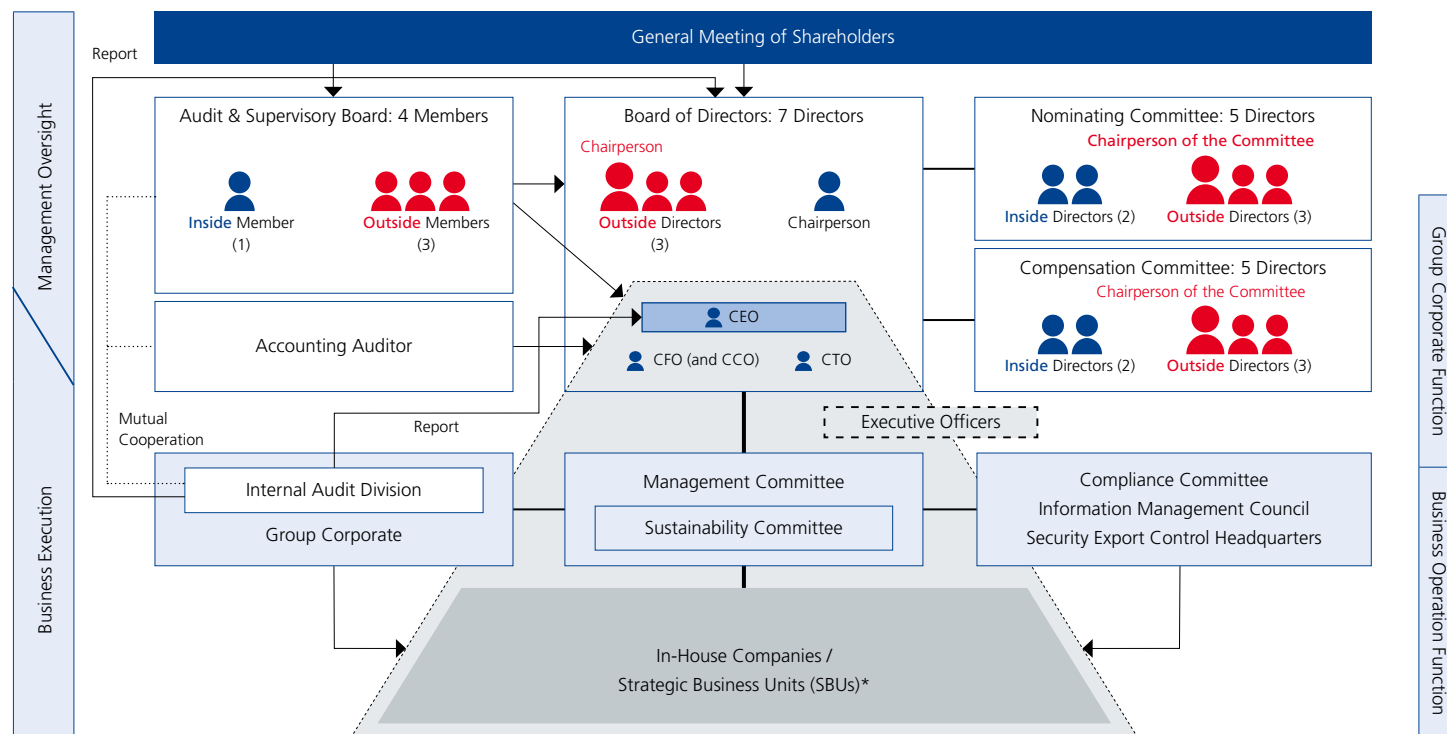 General Meeting of Shareholders
Report
Management Oversight
Business Execution
Audit & Supervisory Board: 4 Members
Inside Member
(1)
Outside Members
(3)
Board of Directors: 7 Directors
Chairperson
Outside Directors
(3)
Chairperson
Nominating Committee: 5 Directors
Chairperson of the Committee
Inside Directors (2)
Outside Directors (3)
Compensation Committee: 5 Directors
Chairperson of the Committee
Inside Directors (2)
Outside Directors (3)
Group Corporate Function
Business Operation Function
Accounting Auditor
CEO
CFO (and CCO)
CTO
Executive Officers
Mutual
Cooperation
Report
Internal Audit Division
Group Corporate
Management Committee
Sustainability Committee
Compliance Committee
Information Management Council
Security Export Control Headquarters
In-House Companies /
Strategic Business Units (SBUs)*